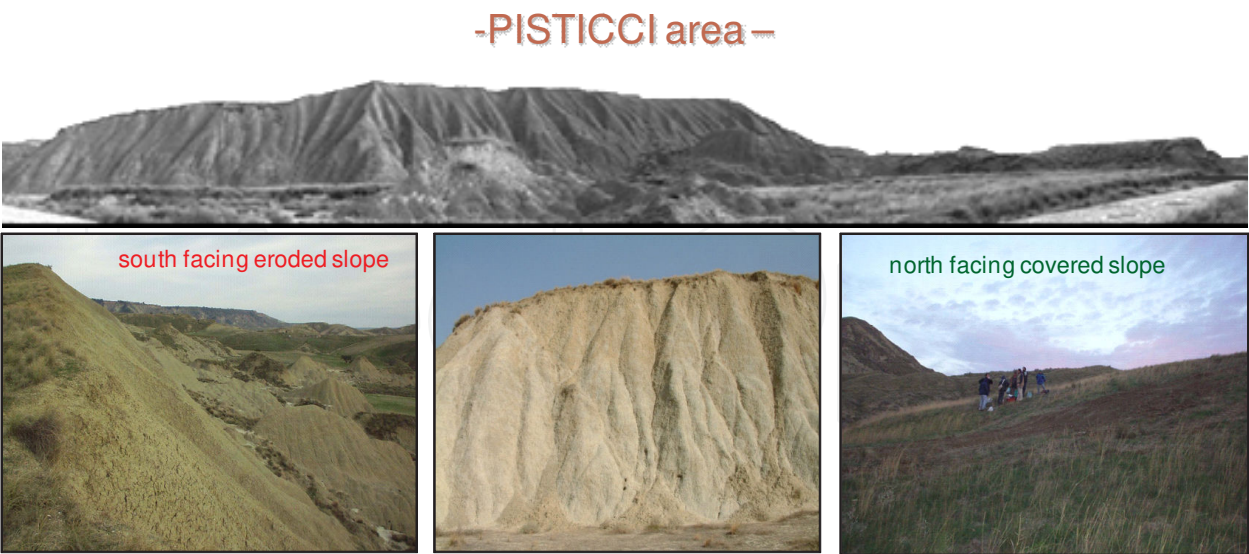 -PISTICCI area –
south facing eroded slope
north facing covered slope